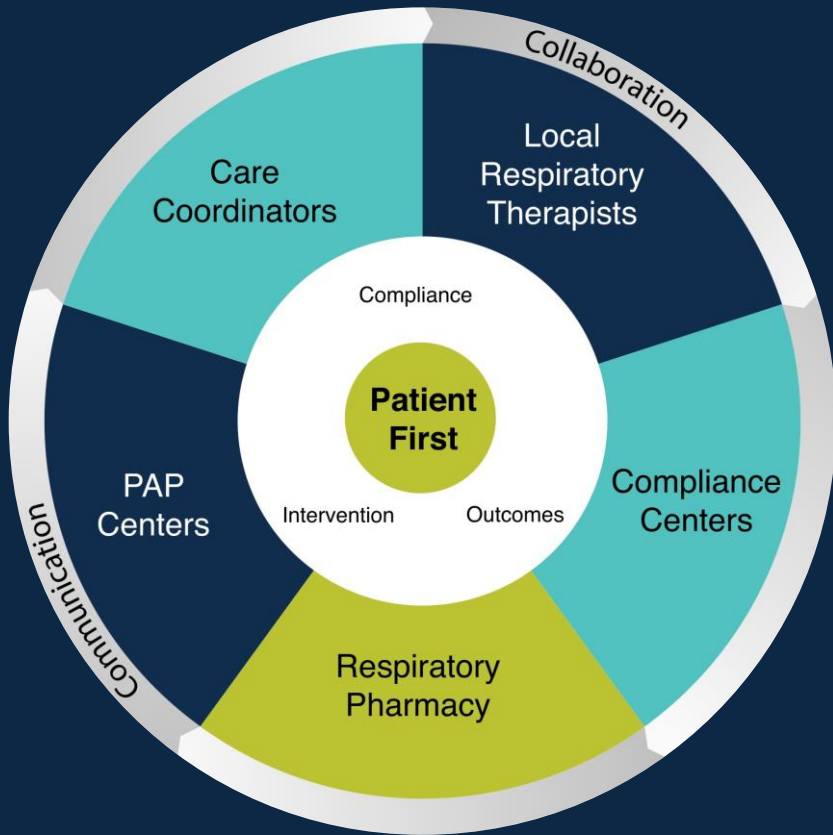 Collaboration
Care
Coordinators
Local
Respiratory
Therapists
Compliance
Patient
First
Intervention
Outcomes
PAP
Centers
Compliance
Centers
Communication
Respiratory
Pharmacy